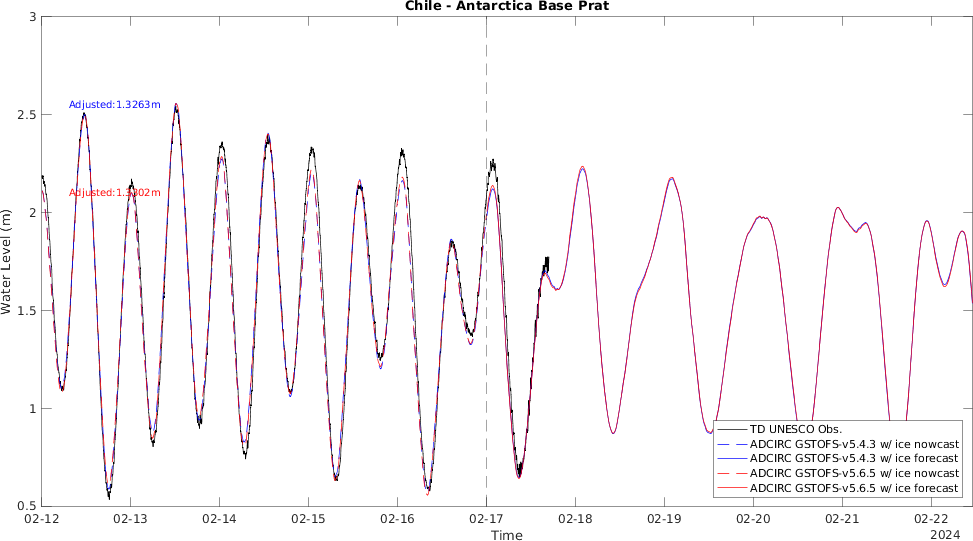 Chile - Antarctica Base Prat
3
2.5
2
1.5
1
0.5
Water Level (m)
Adjusted:1.3263m
Adjusted:1.3302m
02-12
02-13
02-14
02-15
02-16
02-17
02-18
02-19
02-20
02-21
02-22
Time
2024
TD UNESCO Obs.
ADCIRC GSTOFS-v5.4.3 w/ ice nowcast
ADCIRC GSTOFS-v5.4.3 w/ ice forecast
ADCIRC GSTOFS-v5.6.5 w/ ice nowcast
ADCIRC GSTOFS-v5.6.5 w/ ice forecast